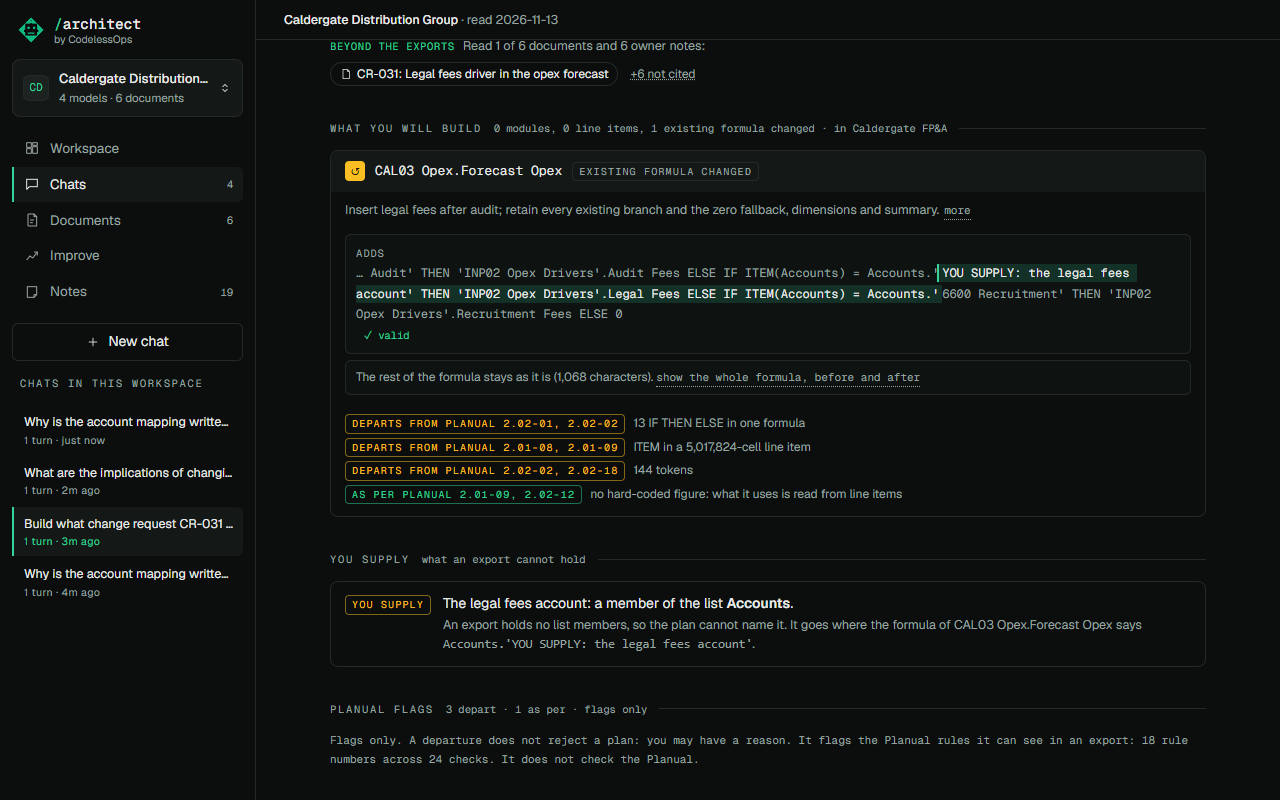 /architect
by CodelessOps
CD
Caldergate Distribution...
4 models · 6 documents
Workspace
Chats 4
Documents 6
Improve
Notes 19
+ New chat
CHATS IN THIS WORKSPACE
Why is the account mapping writte...
1 turn · just now
What are the implications of changi...
1 turn · 2m ago
Build what change request CR-031 ...
1 turn · 3m ago
Why is the account mapping writte...
1 turn · 4m ago
Caldergate Distribution Group · read 2026-11-13
BEYOND THE EXPORTS Read 1 of 6 documents and 6 owner notes:
CR-031: Legal fees driver in the opex forecast +6 not cited
WHAT YOU WILL BUILD 0 modules, 0 line items, 1 existing formula changed · in Caldergate FP&A
↺ CAL03 Opex.Forecast Opex EXISTING FORMULA CHANGED
Insert legal fees after audit; retain every existing branch and the zero fallback, dimensions and summary. more
ADDS
… Audit' THEN 'INP02 Opex Drivers'.Audit Fees ELSE IF ITEM(Accounts) = Accounts.'YOU SUPPLY: the legal fees
account' THEN 'INP02 Opex Drivers'.Legal Fees ELSE IF ITEM(Accounts) = Accounts.'6600 Recruitment' THEN 'INP02
Opex Drivers'.Recruitment Fees ELSE 0
✓ valid
The rest of the formula stays as it is (1,068 characters). show the whole formula, before and after
DEPARTS FROM PLANUAL 2.02-01, 2.02-02 13 IF THEN ELSE in one formula
DEPARTS FROM PLANUAL 2.01-08, 2.01-09 ITEM in a 5,017,824-cell line item
DEPARTS FROM PLANUAL 2.02-02, 2.02-18 144 tokens
AS PER PLANUAL 2.01-09, 2.02-12 no hard-coded figure: what it uses is read from line items
YOU SUPPLY what an export cannot hold
YOU SUPPLY The legal fees account: a member of the list Accounts.
An export holds no list members, so the plan cannot name it. It goes where the formula of CAL03 Opex.Forecast Opex says
Accounts.'YOU SUPPLY: the legal fees account'.
PLANUAL FLAGS 3 depart · 1 as per · flags only
Flags only. A departure does not reject a plan: you may have a reason. It flags the Planual rules it can see in an export: 18 rule
numbers across 24 checks. It does not check the Planual.